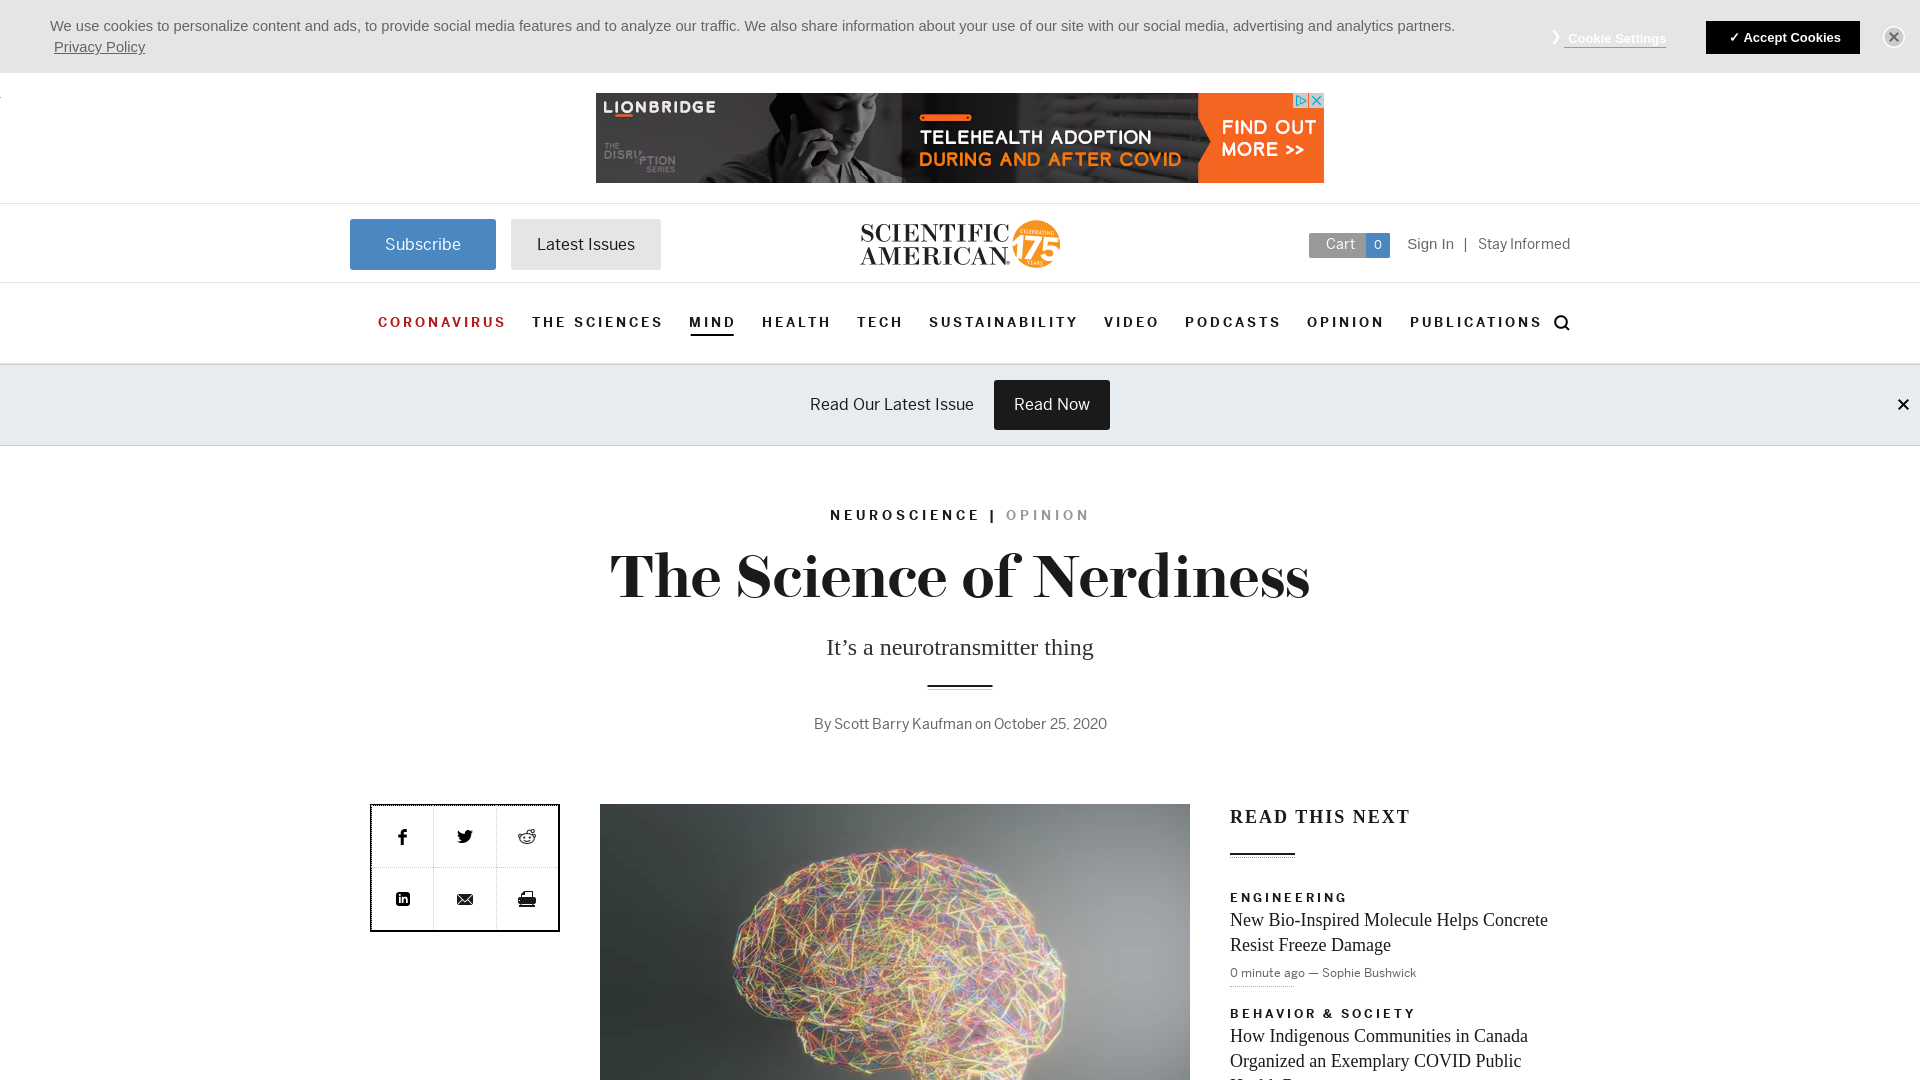 We use cookies to personalize content and ads, to provide social media features and to analyze our traffic. We also share information about your use of our site with our social media, advertising and analytics partners.
Privacy Policy
❯ Cookie Settings
✓ Accept Cookies
LIONBRIDGE
THE
DISRUPTION
SERIES
TELEHEALTH ADOPTION
DURING AND AFTER COVID
FIND OUT
MORE >>
Subscribe
Latest Issues
SCIENTIFIC
AMERICAN
CELEBRATING
175
YEARS
Cart 0
Sign In | Stay Informed
CORONAVIRUS THE SCIENCES MIND HEALTH TECH SUSTAINABILITY VIDEO PODCASTS OPINION PUBLICATIONS
Read Our Latest Issue
Read Now
NEUROSCIENCE | OPINION
The Science of Nerdiness
It’s a neurotransmitter thing
By Scott Barry Kaufman on October 25, 2020
READ THIS NEXT
ENGINEERING
New Bio-Inspired Molecule Helps Concrete
Resist Freeze Damage
0 minute ago — Sophie Bushwick
BEHAVIOR & SOCIETY
How Indigenous Communities in Canada
Organized an Exemplary COVID Public